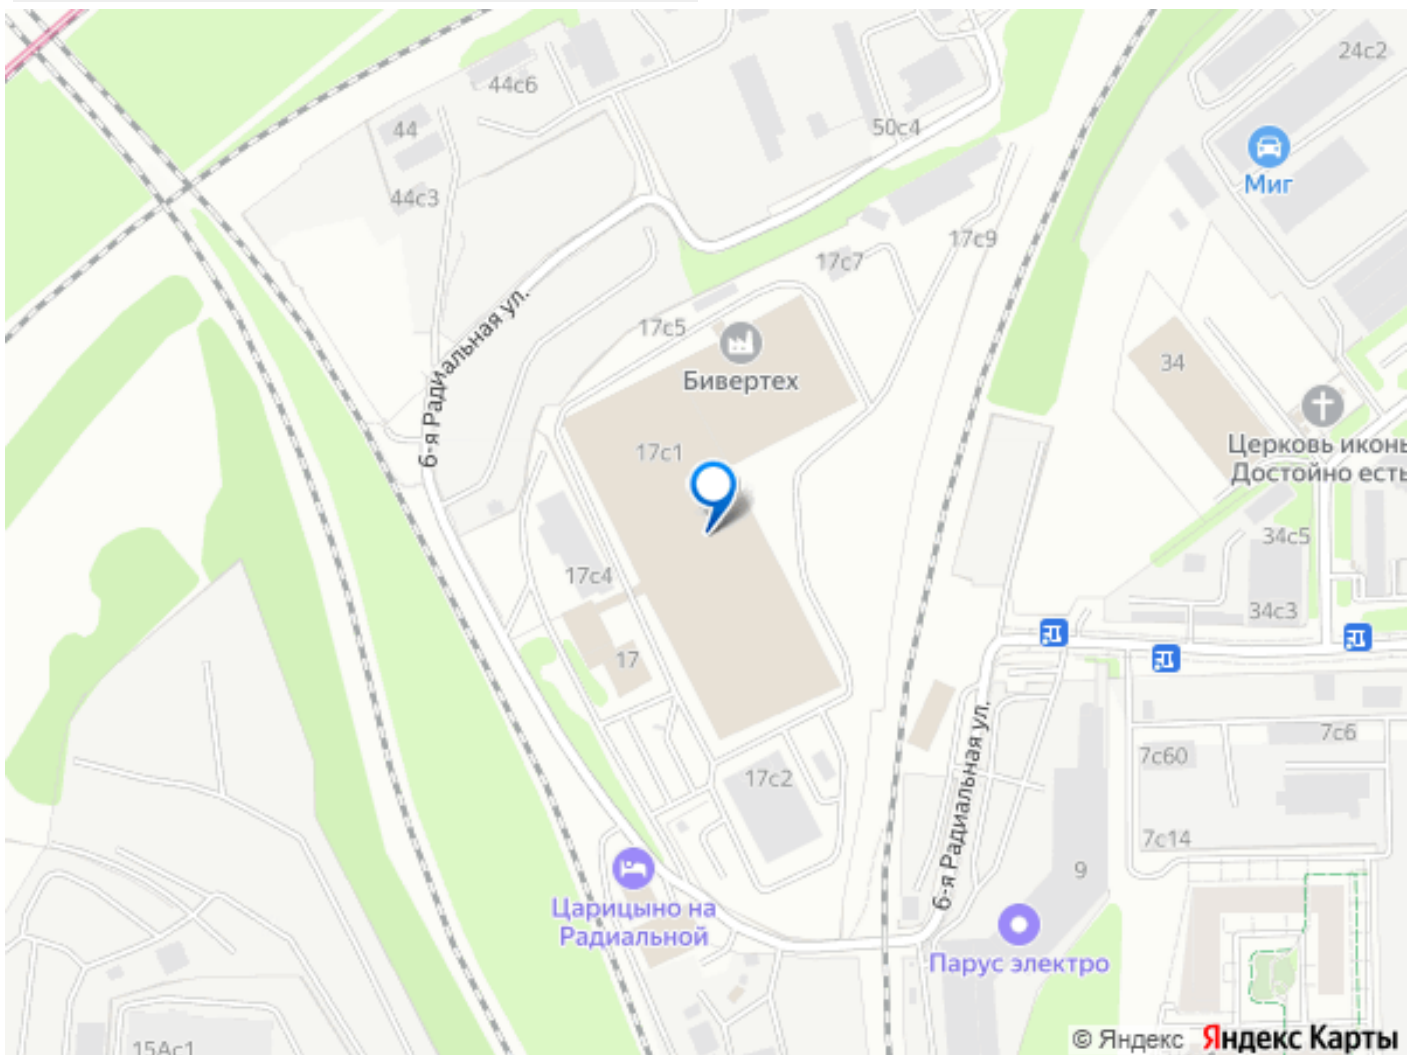 24с2
44с6
44
50с4
Миг
44с3
17с9
17с7
6-я Радиальная ул.
17с5
34
Бивертех
17с1
Церковь иконы
Достойно есть
34с5
17с4
34с3
17
6-я Радиальная ул.
7с6
7с60
17с2
7с14
9
Царицыно на
Радиальной
Парус электро
15Ас1
© Яндекс Яндекс Карты